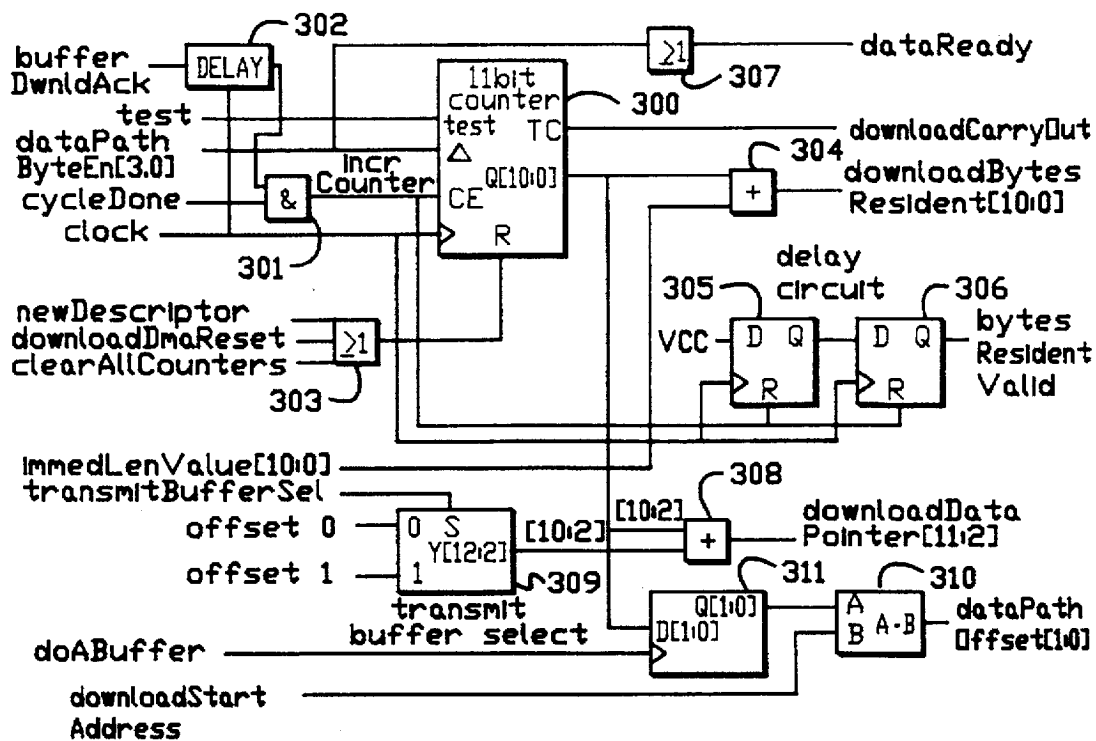 302
buffer
DwnldAck
DELAY
≥1
307
dataReady
11bit
counter
300
test
test
TC
downloadCarryOut
dataPath
ByteEn[3.0]
Incr
Counter
Q[10:0]
304
+
downloadBytes
Resident[10:0]
cycleDone
&
CE
clock
R
301
delay
circuit
305
306
newDescriptor
downloadDmaReset
clearAllCounters
≥1
303
VCC
D Q
R
D Q
R
bytes
Resident
Valid
immedLenValue[10:0]
transmitBufferSel
308
offset 0
0 S
Y[12:2]
[10:2]
[10:2]
+
downloadData
Pointer[11:2]
offset 1
1
309
transmit
buffer select
311
310
Q[1:0]
D[1:0]
A
B
A-B
dataPath
Offset[1:0]
doABuffer
downloadStart
Address